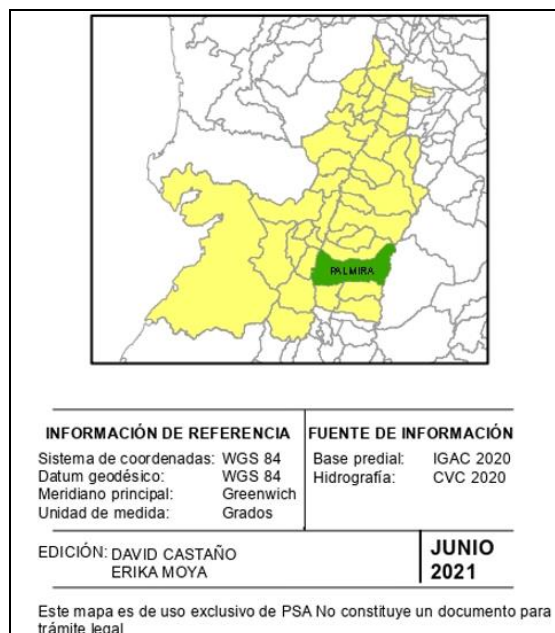 PALMIRA
INFORMACIÓN DE REFERENCIA
Sistema de coordenadas: WGS 84
Datum geodésico: WGS 84
Meridiano principal: Greenwich
Unidad de medida: Grados
FUENTE DE INFORMACIÓN
Base predial: IGAC 2020
Hidrografía: CVC 2020
EDICIÓN: DAVID CASTAÑO
ERIKA MOYA
JUNIO
2021
Este mapa es de uso exclusivo de PSA No constituye un documento para
trámite legal